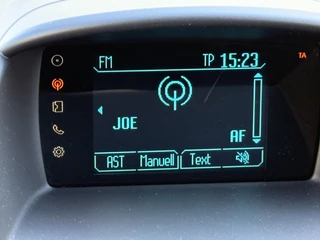 FM TP 15:23 TA
JOE
AF
AST Manuell Text